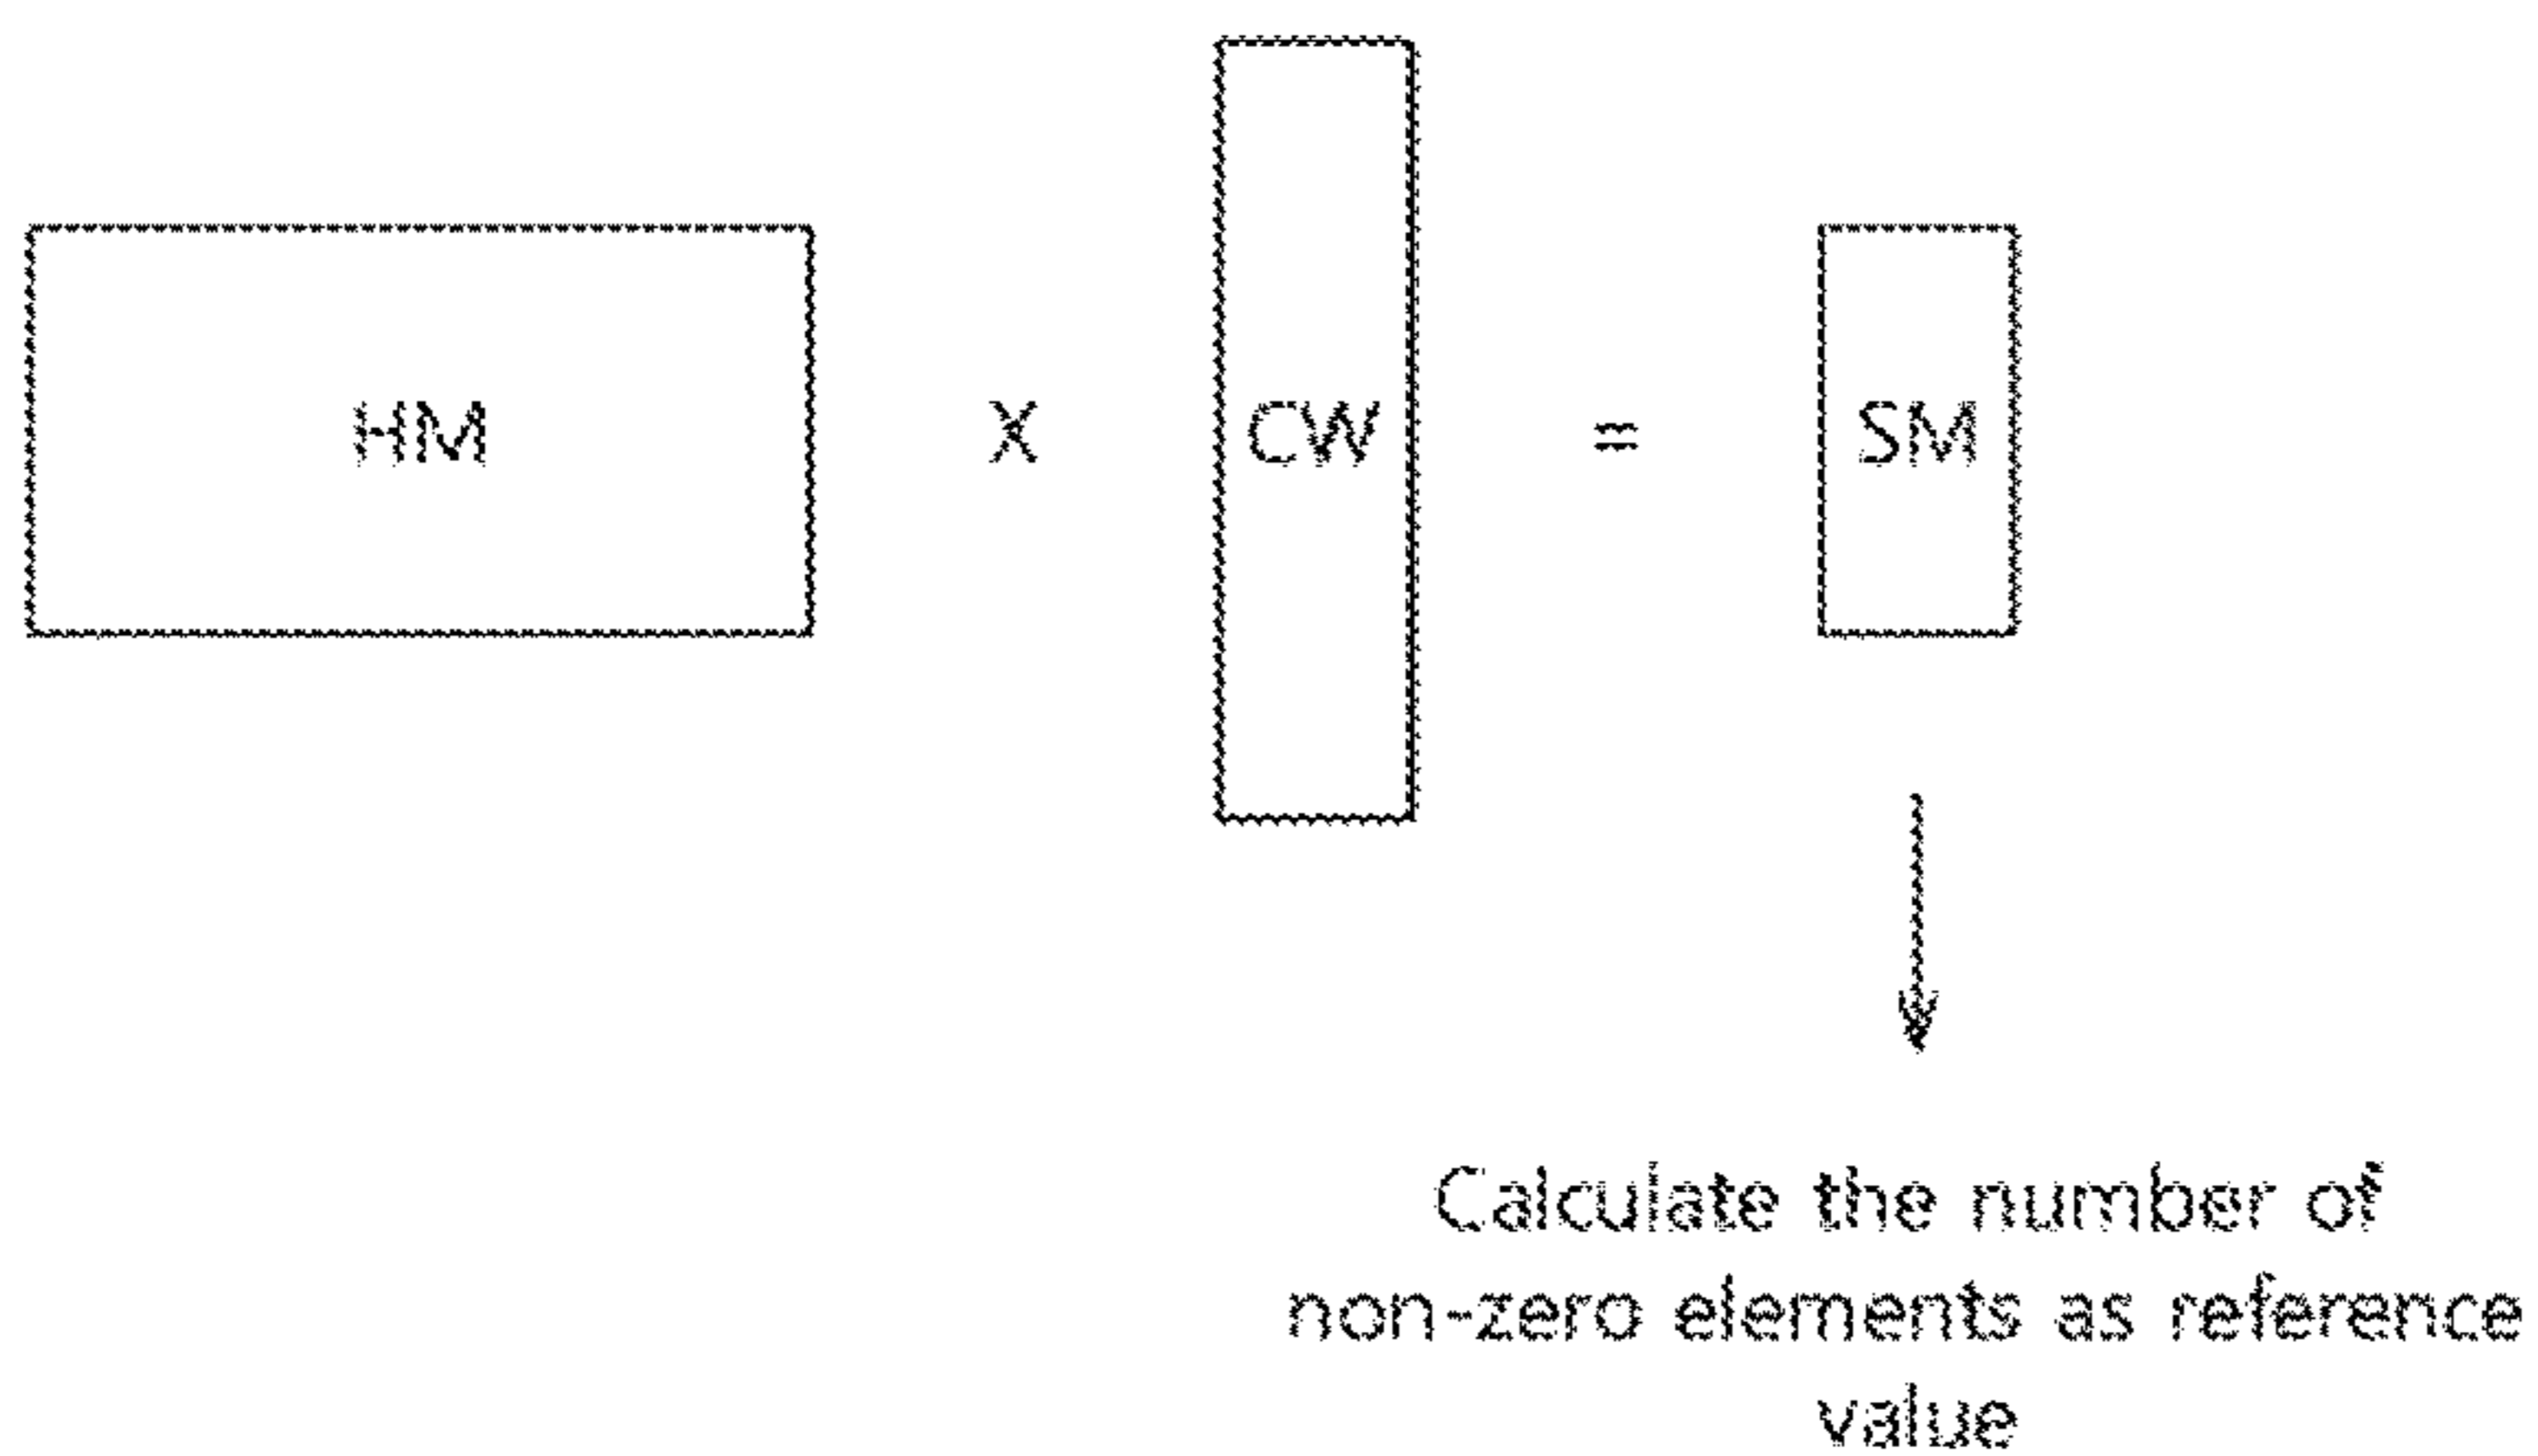 HM X CW = SM
Calculate the number of
non-zero elements as reference
value